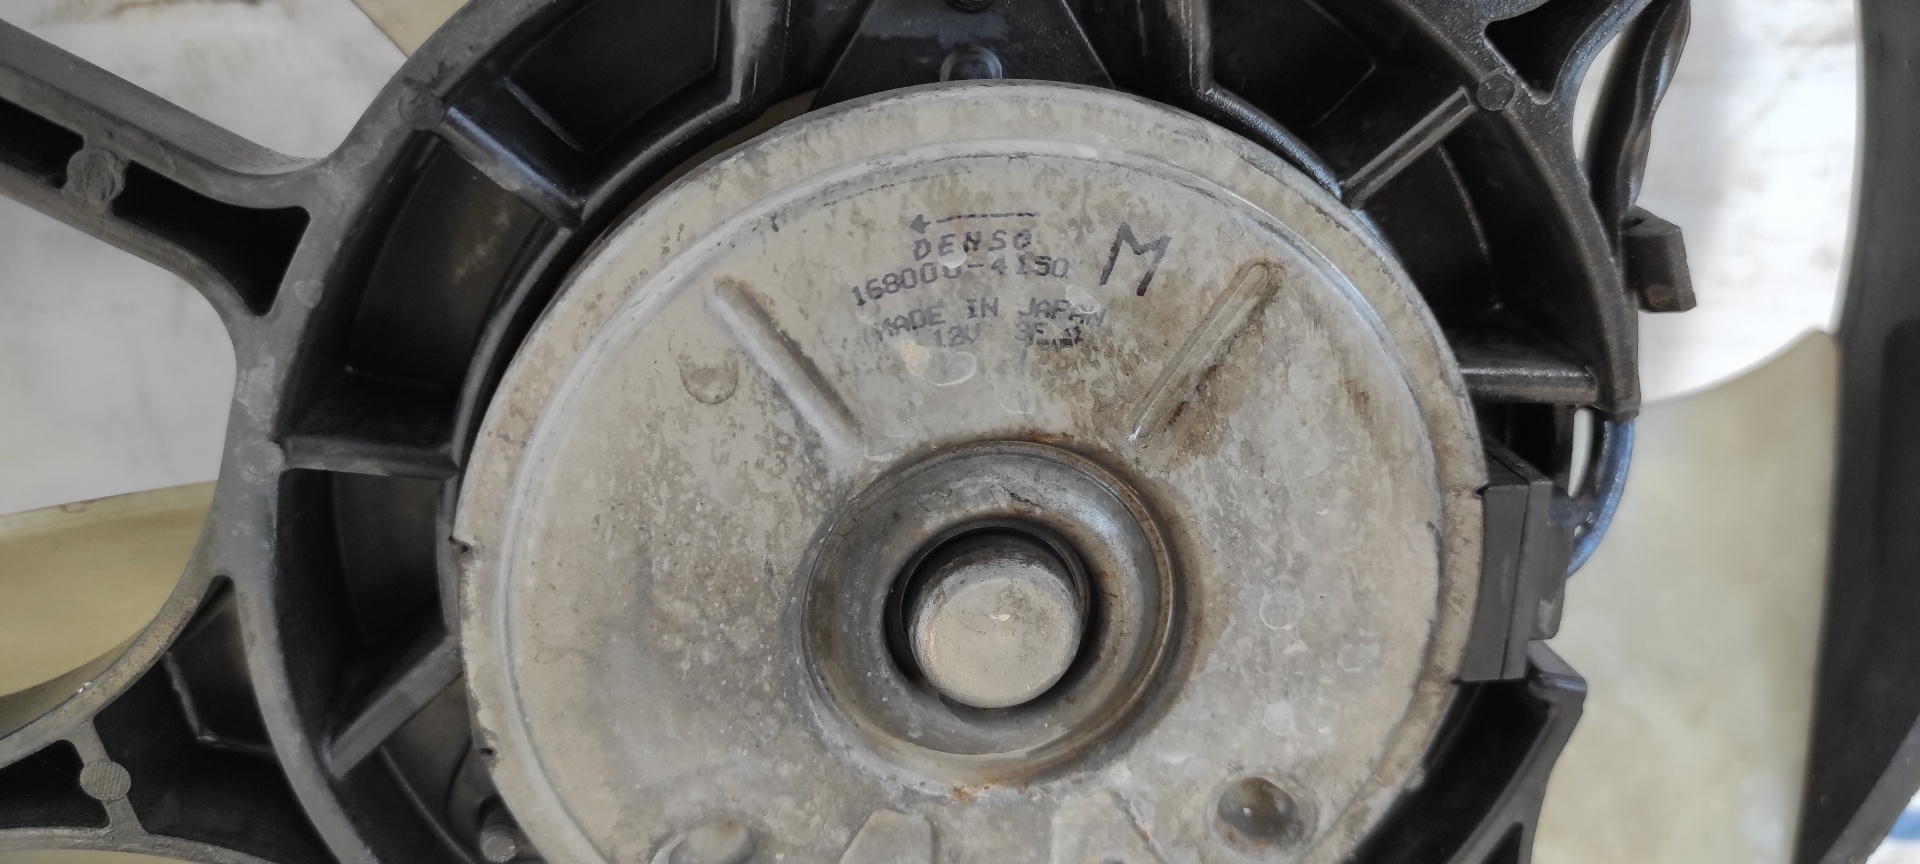 DENSO
168000-4150
M
MADE IN JAPAN
12V